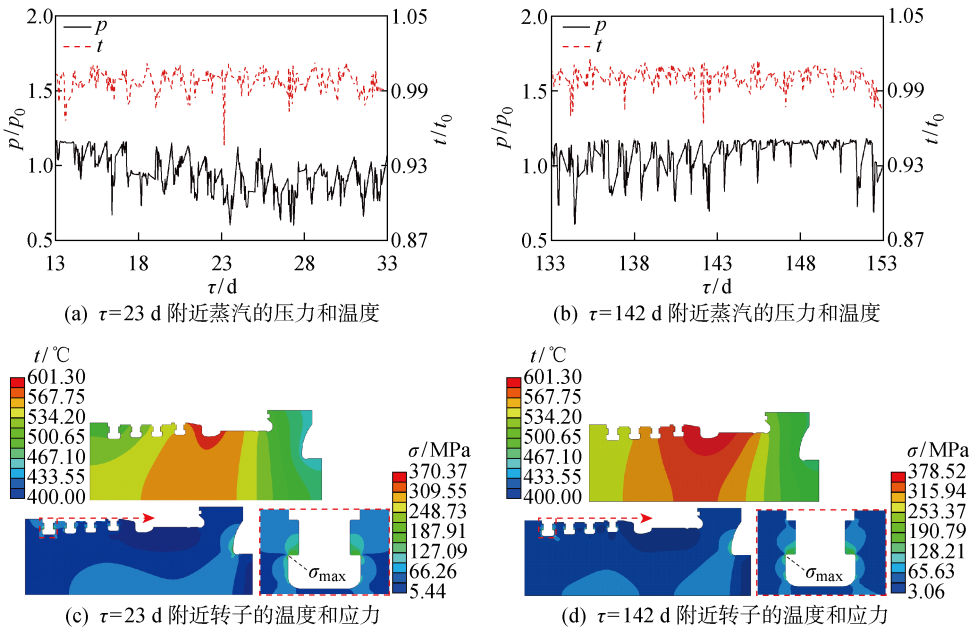 2.0 1.05
p
t
1.5 0.99
p/p₀ t/t₀
1.0 0.93
0.5 0.87
13 18 23 28 33
τ/d
(a) τ=23 d 附近蒸汽的压力和温度
2.0 1.05
p
t
1.5 0.99
p/p₀ t/t₀
1.0 0.93
0.5 0.87
133 138 143 148 153
τ/d
(b) τ=142 d 附近蒸汽的压力和温度
t/℃
601.30
567.75
534.20
500.65
467.10
433.55
400.00
σ/MPa
370.37
309.55
248.73
187.91
127.09
66.26
5.44
σmax
(c) τ=23 d 附近转子的温度和应力
t/℃
601.30
567.75
534.20
500.65
467.10
433.55
400.00
σ/MPa
378.52
315.94
253.37
190.79
128.21
65.63
3.06
σmax
(d) τ=142 d 附近转子的温度和应力